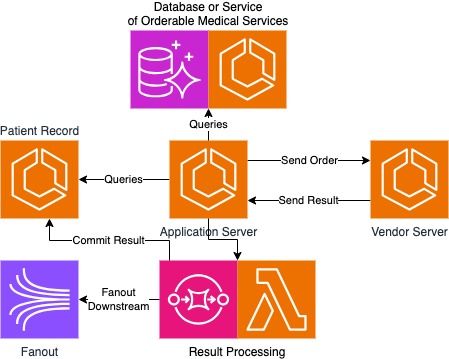 Database or Service
of Orderable Medical Services
Queries
Patient Record
Send Order
Queries
Send Result
Application Server
Vendor Server
Commit Result
Fanout
Downstream
Fanout
Result Processing